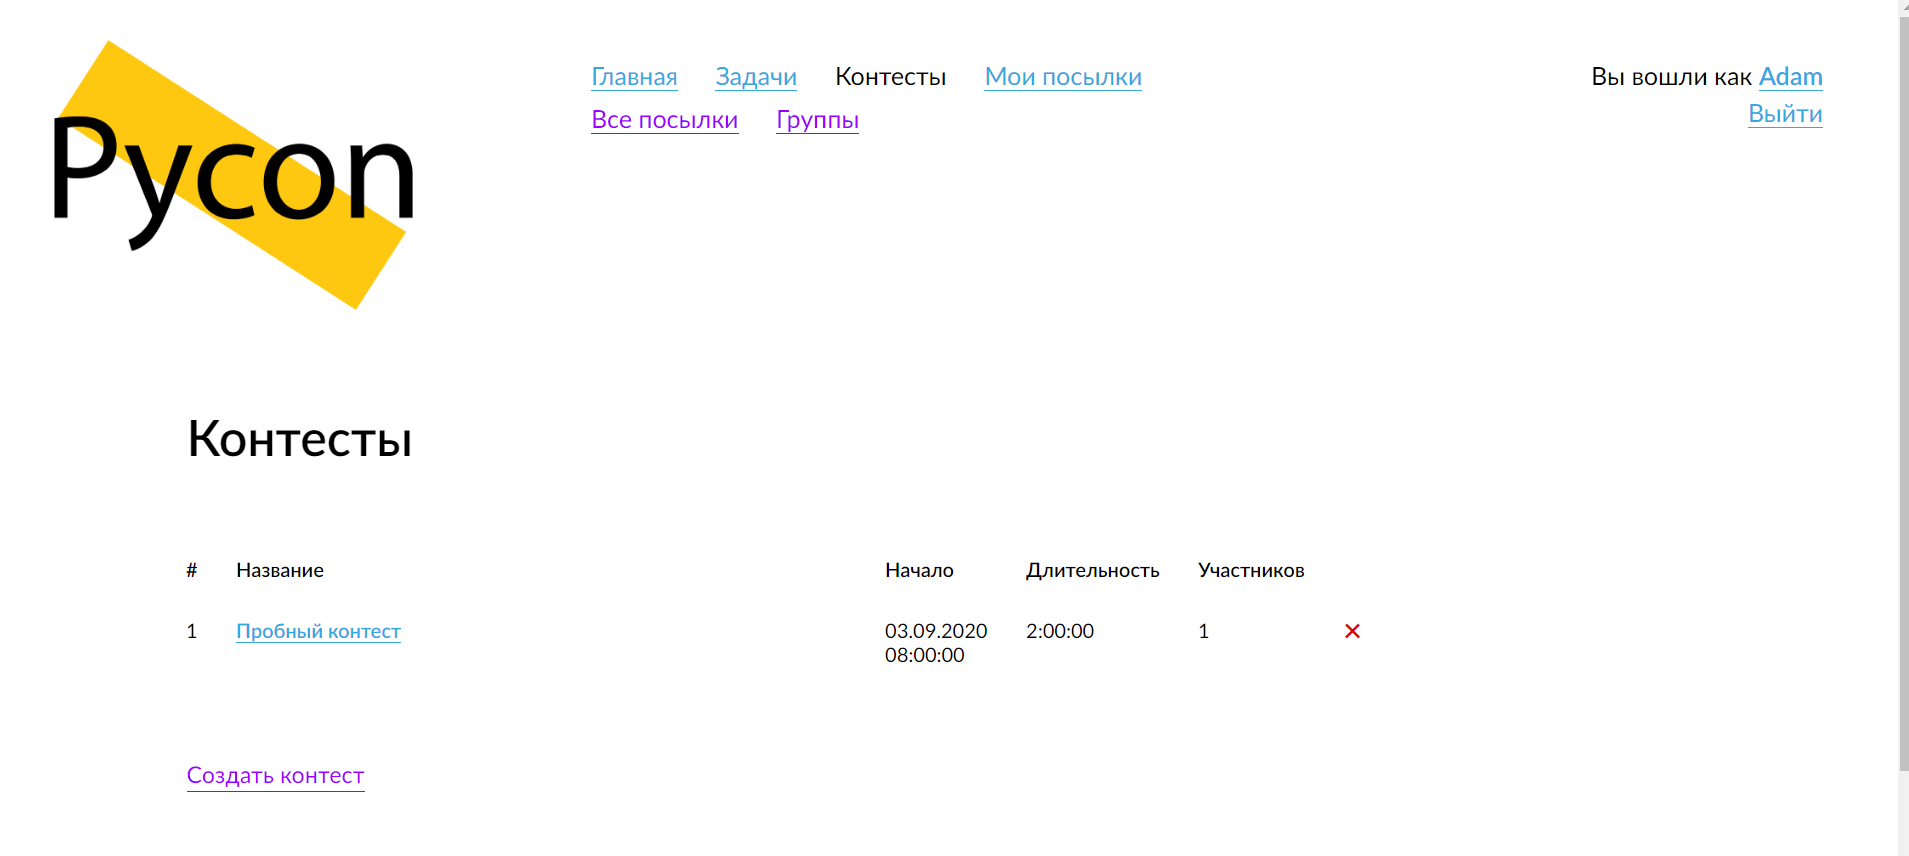 Pycon
Главная Задачи Контесты Мои посылки
Все посылки Группы
Вы вошли как Adam
Выйти
Контесты
# Название Начало Длительность Участников
1 Пробный контест 03.09.2020 2:00:00 1
08:00:00
Создать контест